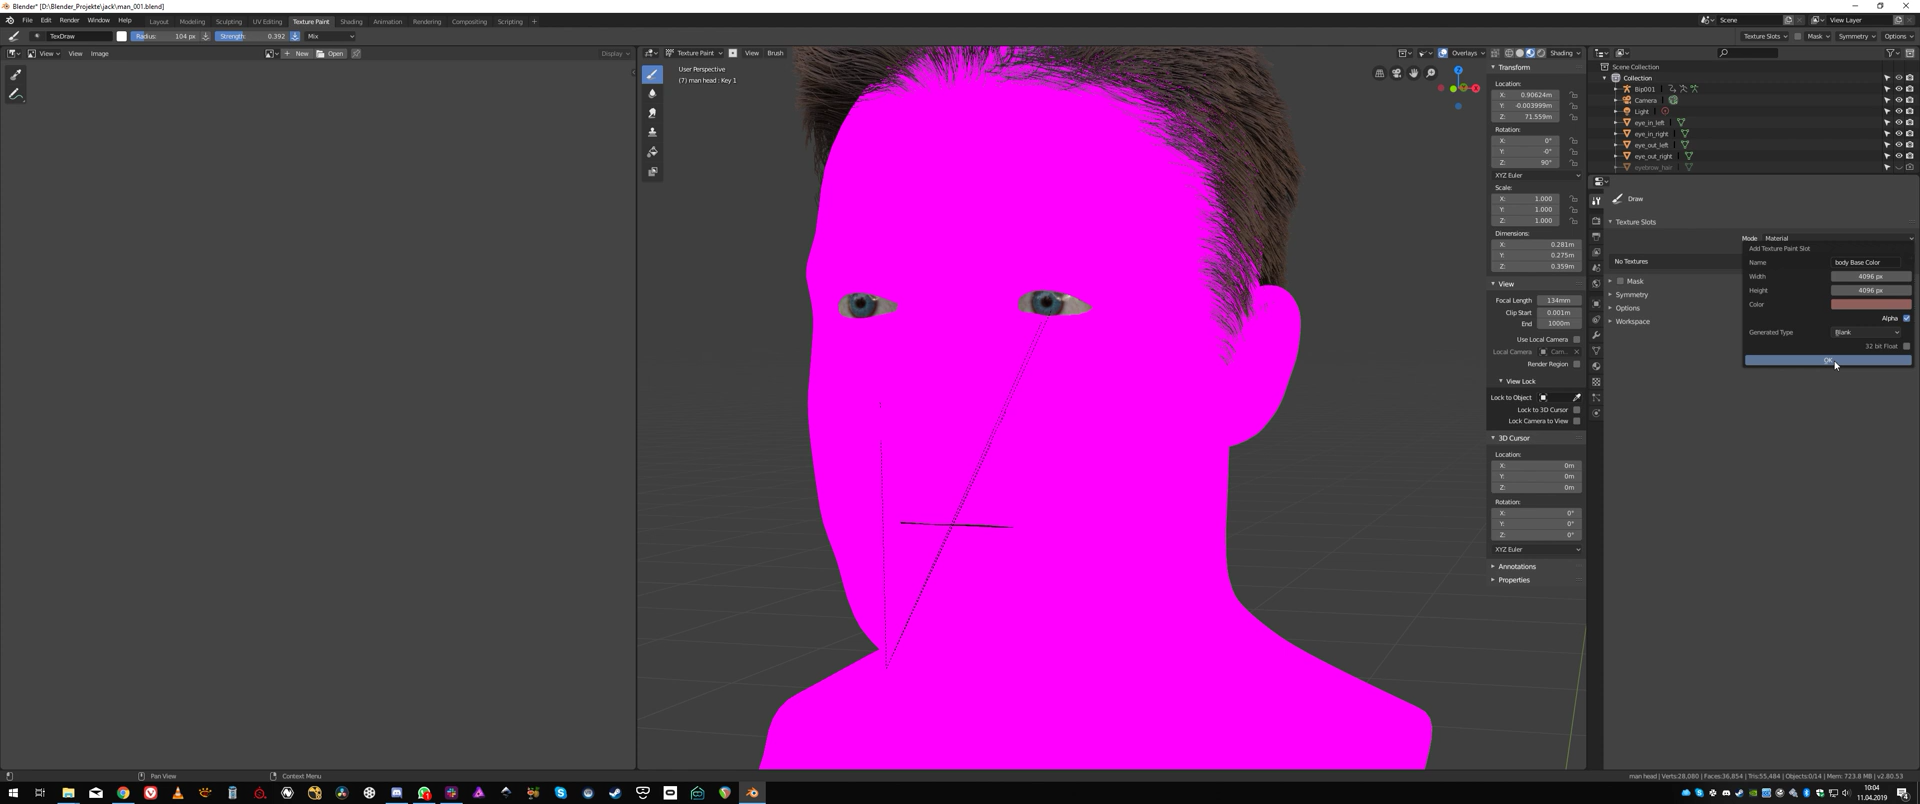 Blender* [D:\Blender_Projekte\jack\man_001.blend]
File Edit Render Window Help Layout Modeling Sculpting UV Editing Texture Paint Shading Animation Rendering Compositing Scripting Scene View Layer
TexDraw Radius: 104 px Strength: 0.392 Mix Texture Slots Mask Symmetry Options
View View Image New Open Display Texture Paint View Brush Overlays Shading
User Perspective
(7) man head : Key 1
Transform
Location:
X: 0.90624m
Y: -0.003999m
Z: 71.559m
Rotation:
X: 0°
Y: -0°
Z: 90°
XYZ Euler
Scale:
X: 1.000
Y: 1.000
Z: 1.000
Dimensions:
X: 0.281m
Y: 0.275m
Z: 0.359m
View
Focal Length 134mm
Clip Start 0.001m
End 1000m
Use Local Camera
Local Camera Cam...
Render Region
View Lock
Lock to Object
Lock to 3D Cursor
Lock Camera to View
3D Cursor
Location:
X: 0m
Y: 0m
Z: 0m
Rotation:
X: 0°
Y: 0°
Z: 0°
XYZ Euler
Annotations
Properties
Scene Collection
Collection
Bip001
Camera
Light
eye_in_left
eye_in_right
eye_out_left
eye_out_right
eyebrow_hair
Draw
Texture Slots
Mode Material
Add Texture Paint Slot
No Textures
Name body Base Color
Width 4096 px
Height 4096 px
Color
Alpha
Generated Type Blank
32 bit Float
OK
Mask
Symmetry
Options
Workspace
Pan View Context Menu
man head | Verts:28,080 | Faces:36,854 | Tris:55,484 | Objects:0/14 | Mem: 723.8 MB | v2.80.53
10:04
11.04.2019